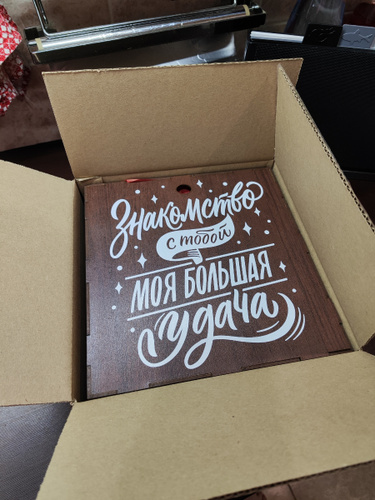 Знакомство
с тобой
МОЯ БОЛЬШАЯ
удача